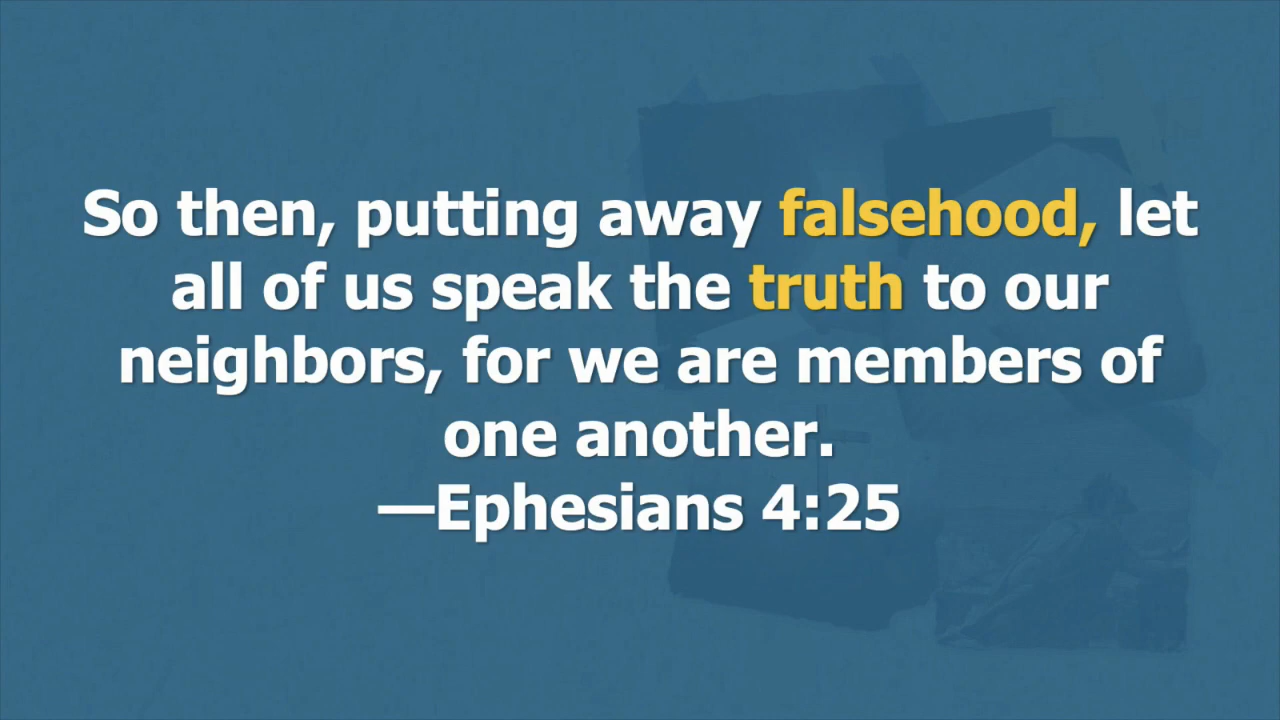 So then, putting away falsehood, let
all of us speak the truth to our
neighbors, for we are members of
one another.
—Ephesians 4:25